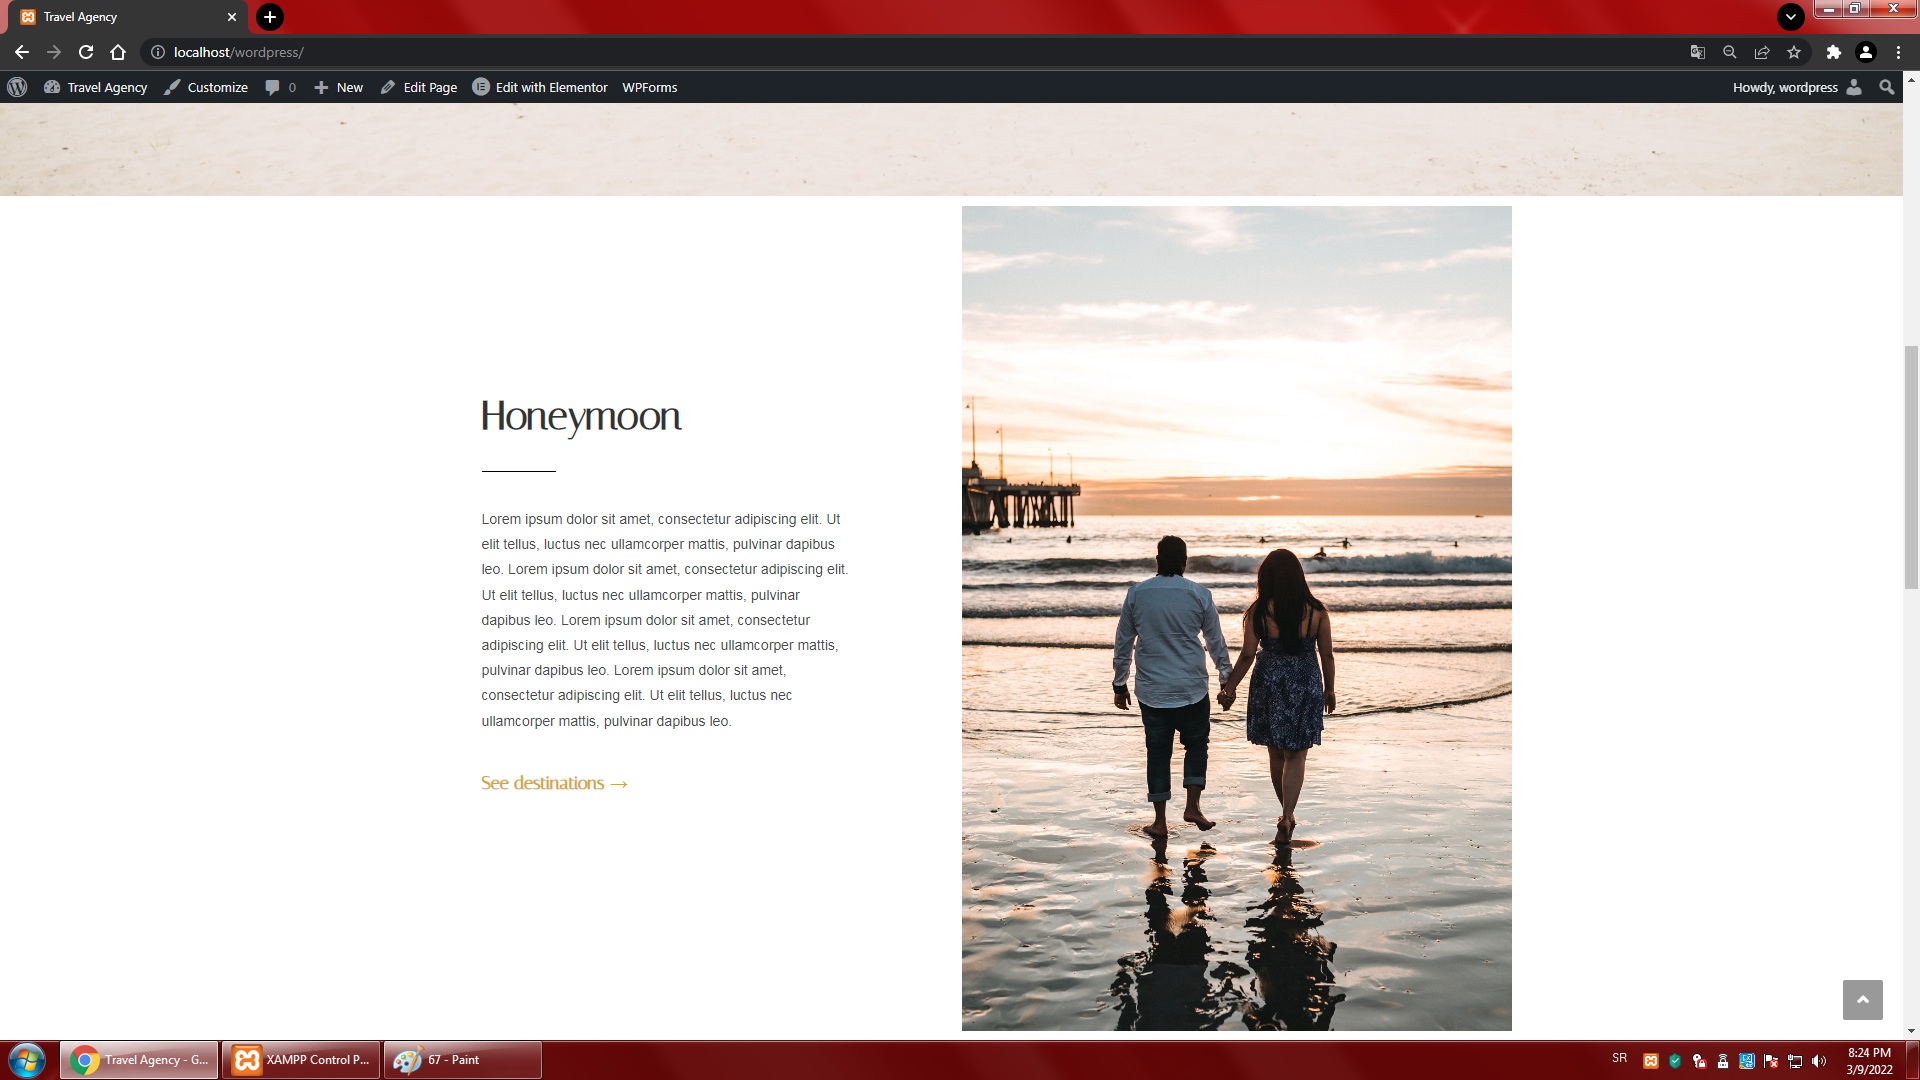 Travel Agency
localhost/wordpress/
Travel Agency Customize 0 New Edit Page Edit with Elementor WPForms Howdy, wordpress
Honeymoon
Lorem ipsum dolor sit amet, consectetur adipiscing elit. Ut
elit tellus, luctus nec ullamcorper mattis, pulvinar dapibus
leo. Lorem ipsum dolor sit amet, consectetur adipiscing elit.
Ut elit tellus, luctus nec ullamcorper mattis, pulvinar
dapibus leo. Lorem ipsum dolor sit amet, consectetur
adipiscing elit. Ut elit tellus, luctus nec ullamcorper mattis,
pulvinar dapibus leo. Lorem ipsum dolor sit amet,
consectetur adipiscing elit. Ut elit tellus, luctus nec
ullamcorper mattis, pulvinar dapibus leo.
See destinations →
Travel Agency - G... XAMPP Control P... 67 - Paint SR 8:24 PM
3/9/2022